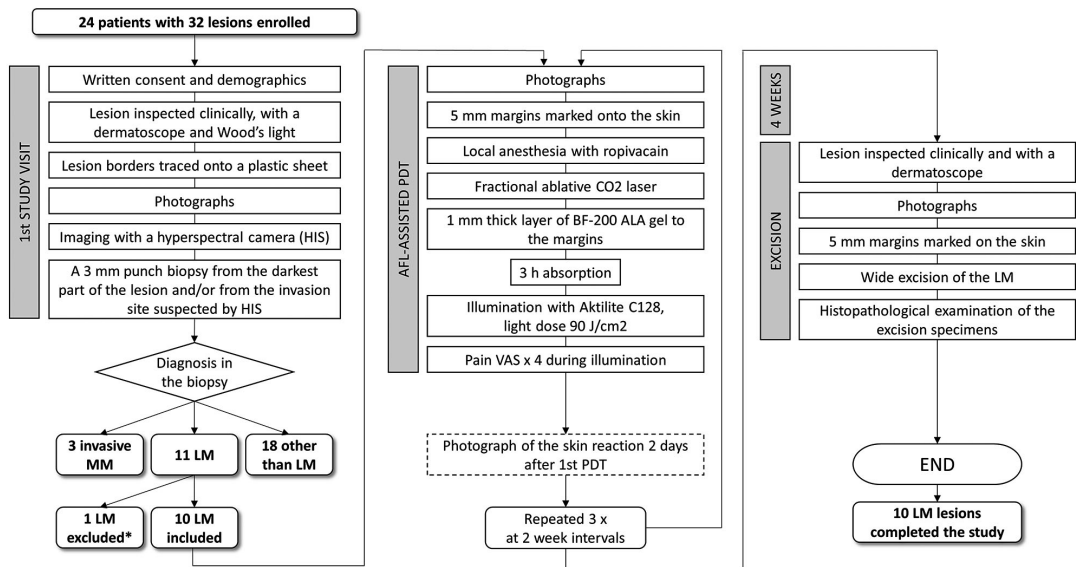 24 patients with 32 lesions enrolled
1st STUDY VISIT
Written consent and demographics
Lesion inspected clinically, with a
dermatoscope and Wood's light
Lesion borders traced onto a plastic sheet
Photographs
Imaging with a hyperspectral camera (HIS)
A 3 mm punch biopsy from the darkest
part of the lesion and/or from the invasion
site suspected by HIS
Diagnosis in
the biopsy
3 invasive
MM
11 LM
18 other
than LM
1 LM
excluded*
10 LM
included
AFL-ASSISTED PDT
Photographs
5 mm margins marked onto the skin
Local anesthesia with ropivacain
Fractional ablative CO2 laser
1 mm thick layer of BF-200 ALA gel to
the margins
3 h absorption
Illumination with Aktilite C128,
light dose 90 J/cm2
Pain VAS x 4 during illumination
Photograph of the skin reaction 2 days
after 1st PDT
Repeated 3 x
at 2 week intervals
4 WEEKS
EXCISION
Lesion inspected clinically and with a
dermatoscope
Photographs
5 mm margins marked on the skin
Wide excision of the LM
Histopathological examination of the
excision specimens
END
10 LM lesions
completed the study